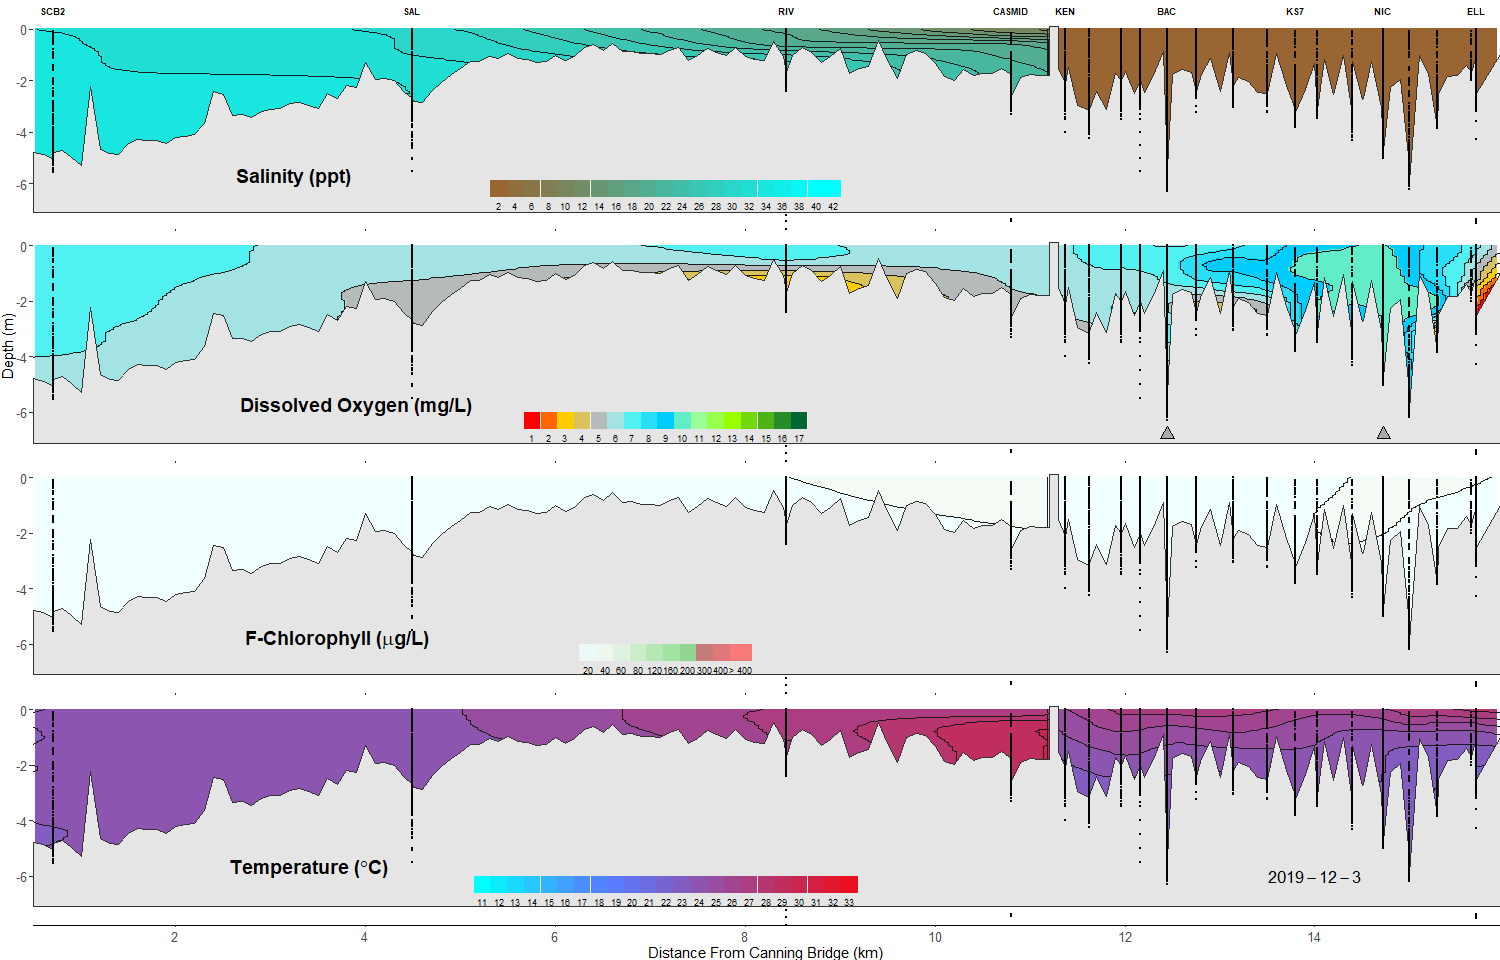 SCB2 SAL RIV CASMID KEN BAC KS7 NIC ELL
0
-2
-4
-6
Salinity (ppt)
2 4 6 8 10 12 14 16 18 20 22 24 26 28 30 32 34 36 38 40 42
0
-2
-4
-6
Depth (m)
Dissolved Oxygen (mg/L)
1 2 3 4 5 6 7 8 9 10 11 12 13 14 15 16 17
0
-2
-4
-6
F-Chlorophyll (µg/L)
20 40 60 80 120 160 200 300 400 > 400
0
-2
-4
-6
Temperature (°C)
2019 – 12 – 3
11 12 13 14 15 16 17 18 19 20 21 22 23 24 25 26 27 28 29 30 31 32 33
2 4 6 8 10 12 14
Distance From Canning Bridge (km)